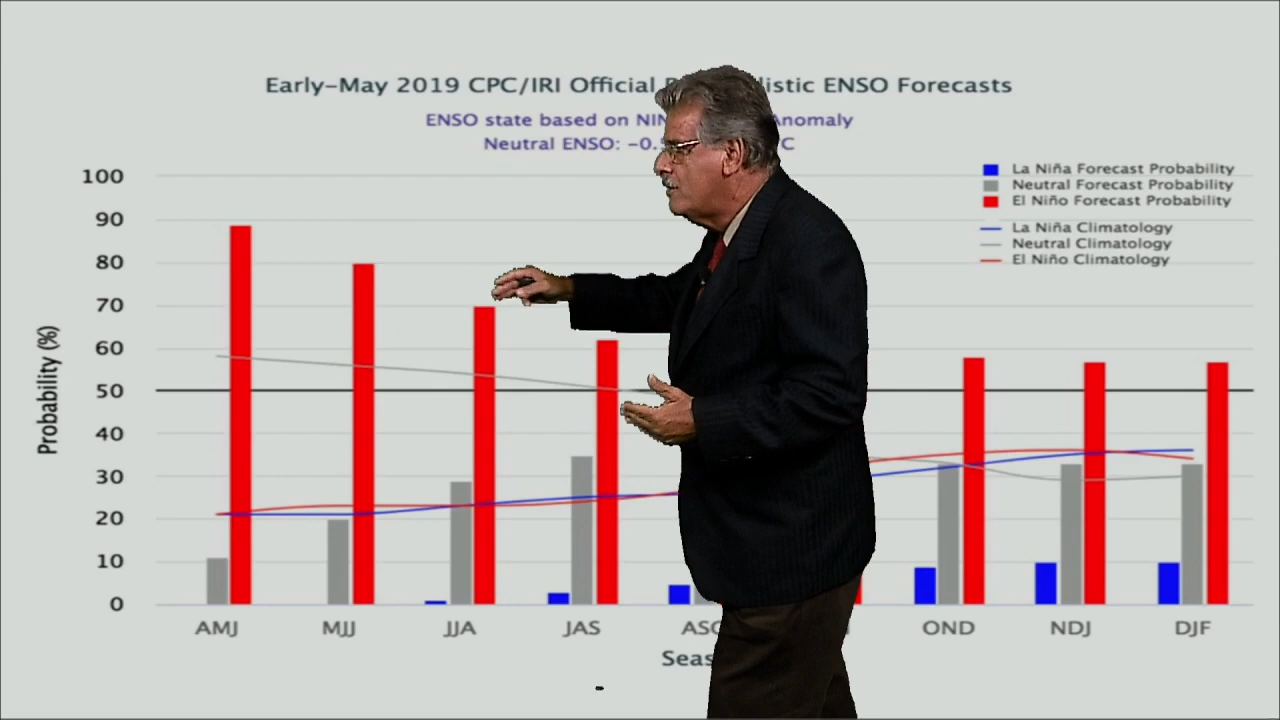 Early-May 2019 CPC/IRI Official P listic ENSO Forecasts
ENSO state based on NIN Anomaly
Neutral ENSO: -0. C
La Niña Forecast Probability
Neutral Forecast Probability
El Niño Forecast Probability
La Niña Climatology
Neutral Climatology
El Niño Climatology
Probability (%)
100
90
80
70
60
50
40
30
20
10
0
AMJ MJJ JJA JAS OND NDJ DJF
Seas